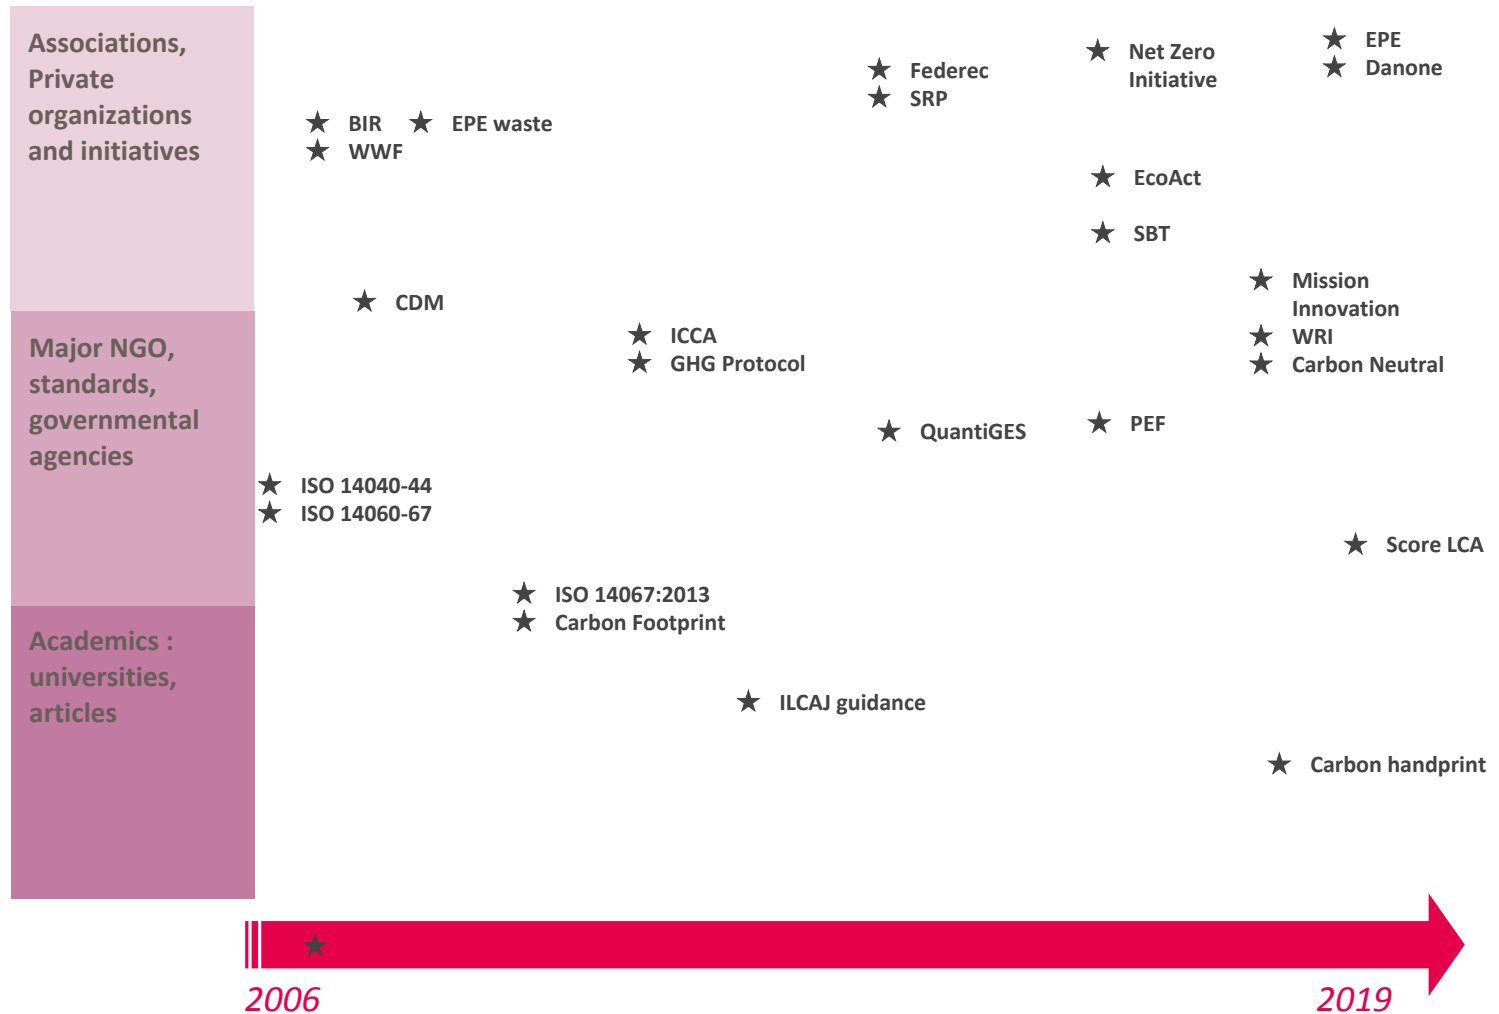 Associations,
Private
organizations
and initiatives
Major NGO,
standards,
governmental
agencies
Academics :
universities,
articles
EPE
Danone
Net Zero
Initiative
Federec
SRP
BIR
EPE waste
WWF
EcoAct
SBT
Mission
Innovation
WRI
Carbon Neutral
CDM
ICCA
GHG Protocol
QuantiGES
PEF
ISO 14040-44
ISO 14060-67
Score LCA
ISO 14067:2013
Carbon Footprint
ILCAJ guidance
Carbon handprint
2006
2019